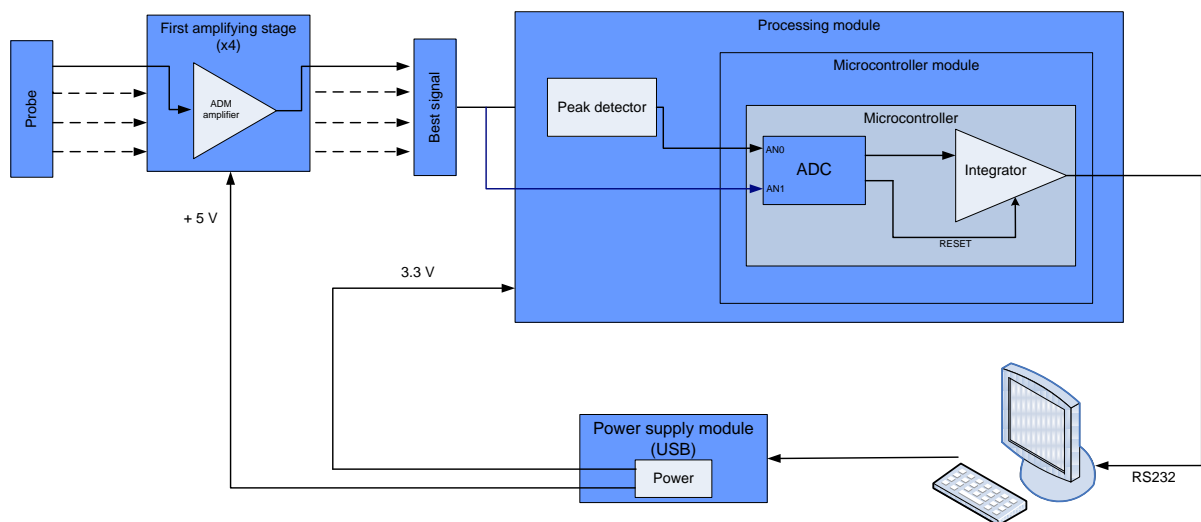 First amplifying stage
(x4)
Probe
ADM
amplifier
Best signal
Processing module
Microcontroller module
Peak detector
Microcontroller
AN0
ADC
AN1
Integrator
RESET
+ 5 V
3.3 V
Power supply module
(USB)
Power
RS232